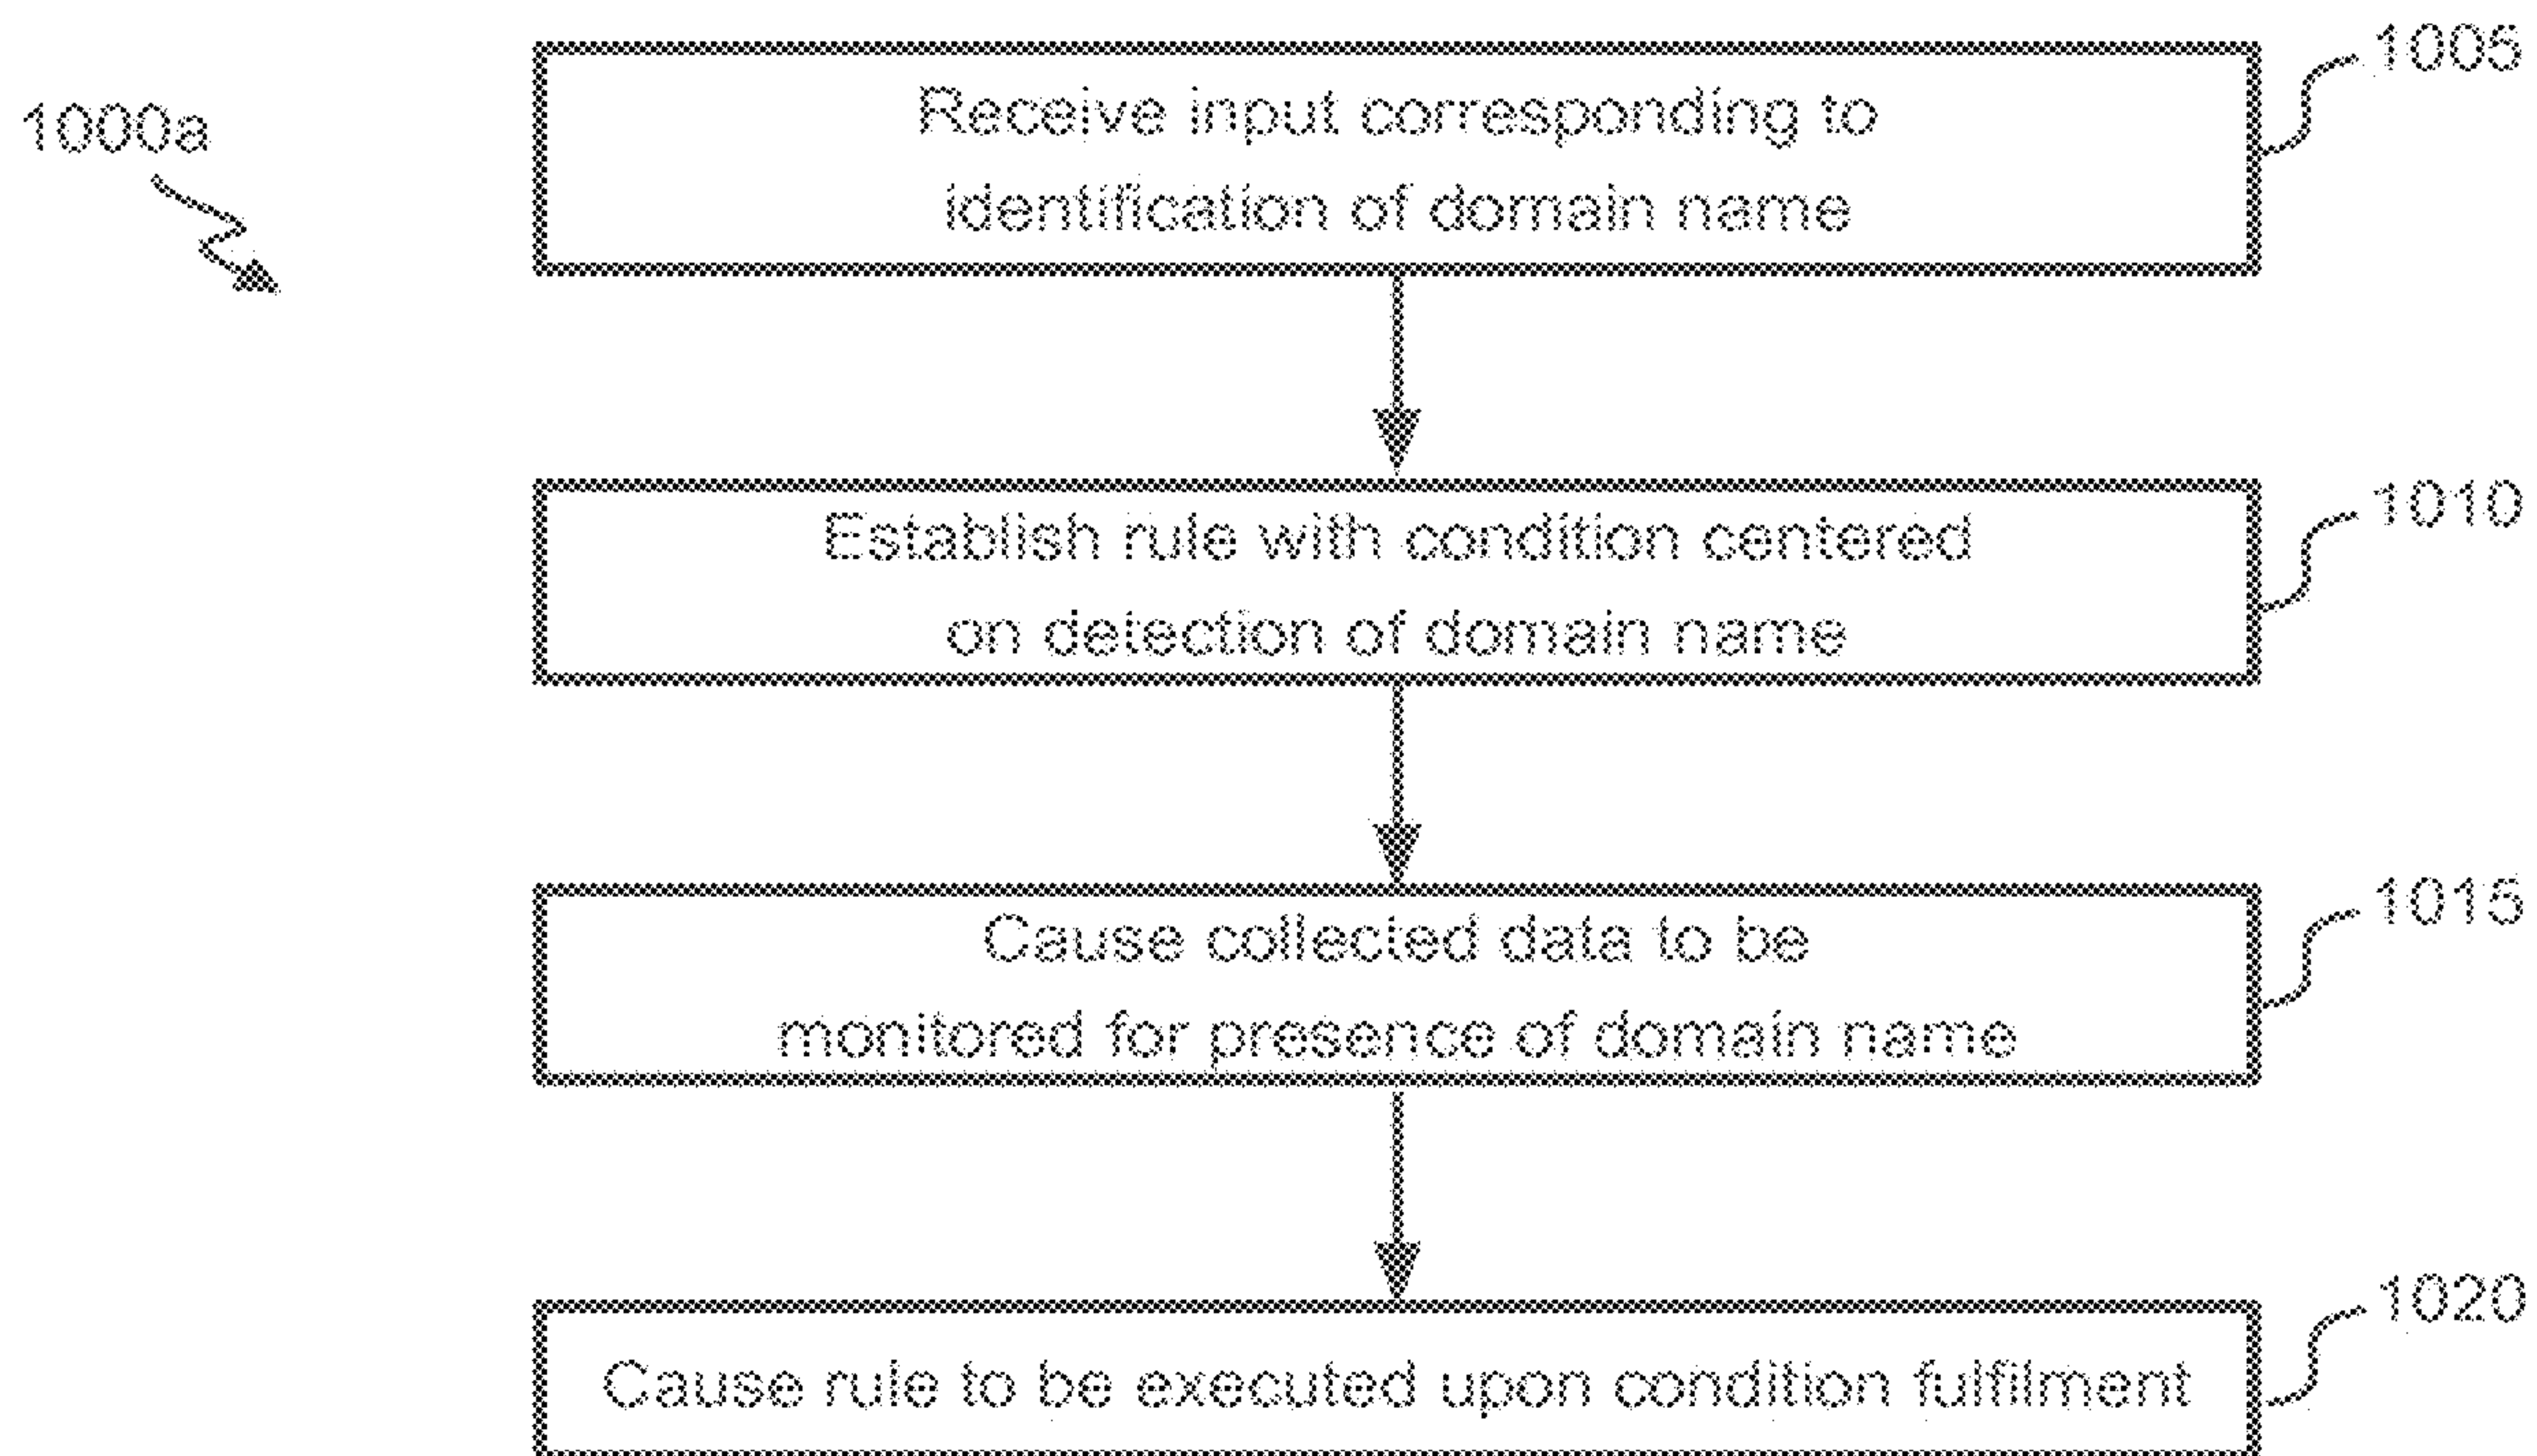 1000a
1005
Receive input corresponding to
identification of domain name
1010
Establish rule with condition centered
on detection of domain name
1015
Cause collected data to be
monitored for presence of domain name
1020
Cause rule to be executed upon condition fulfilment